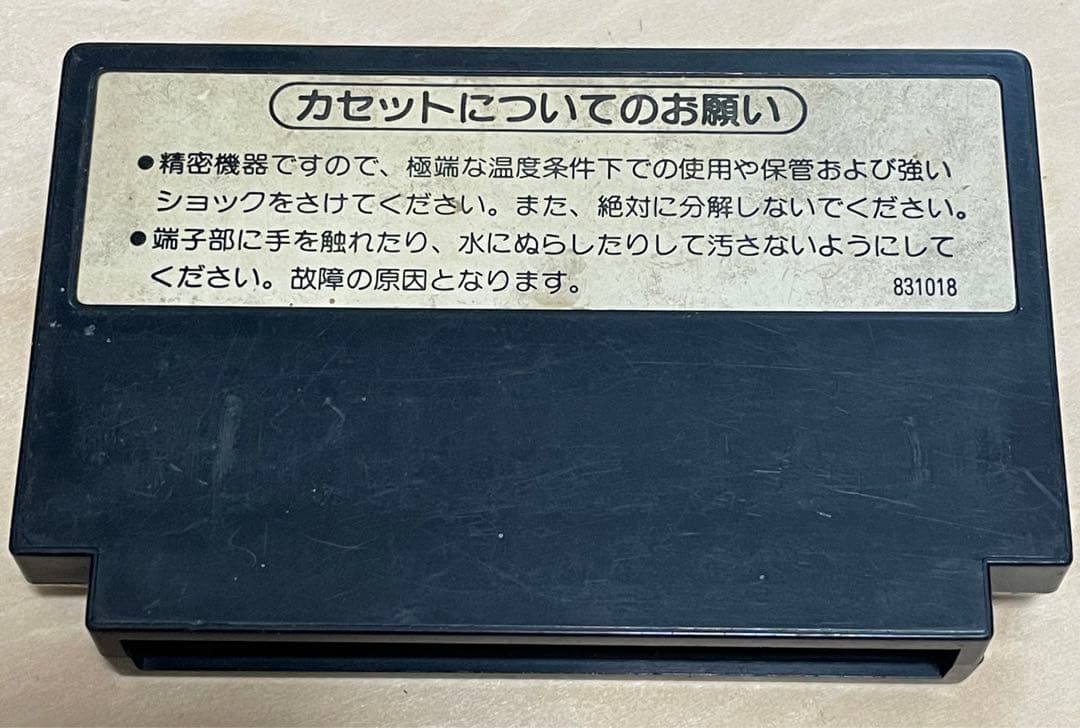 カセットについてのお願い
●精密機器ですので、極端な温度条件下での使用や保管および強い
ショックをさけてください。また、絶対に分解しないでください。
●端子部に手を触れたり、水にぬらしたりして汚さないようにして
ください。故障の原因となります。
831018